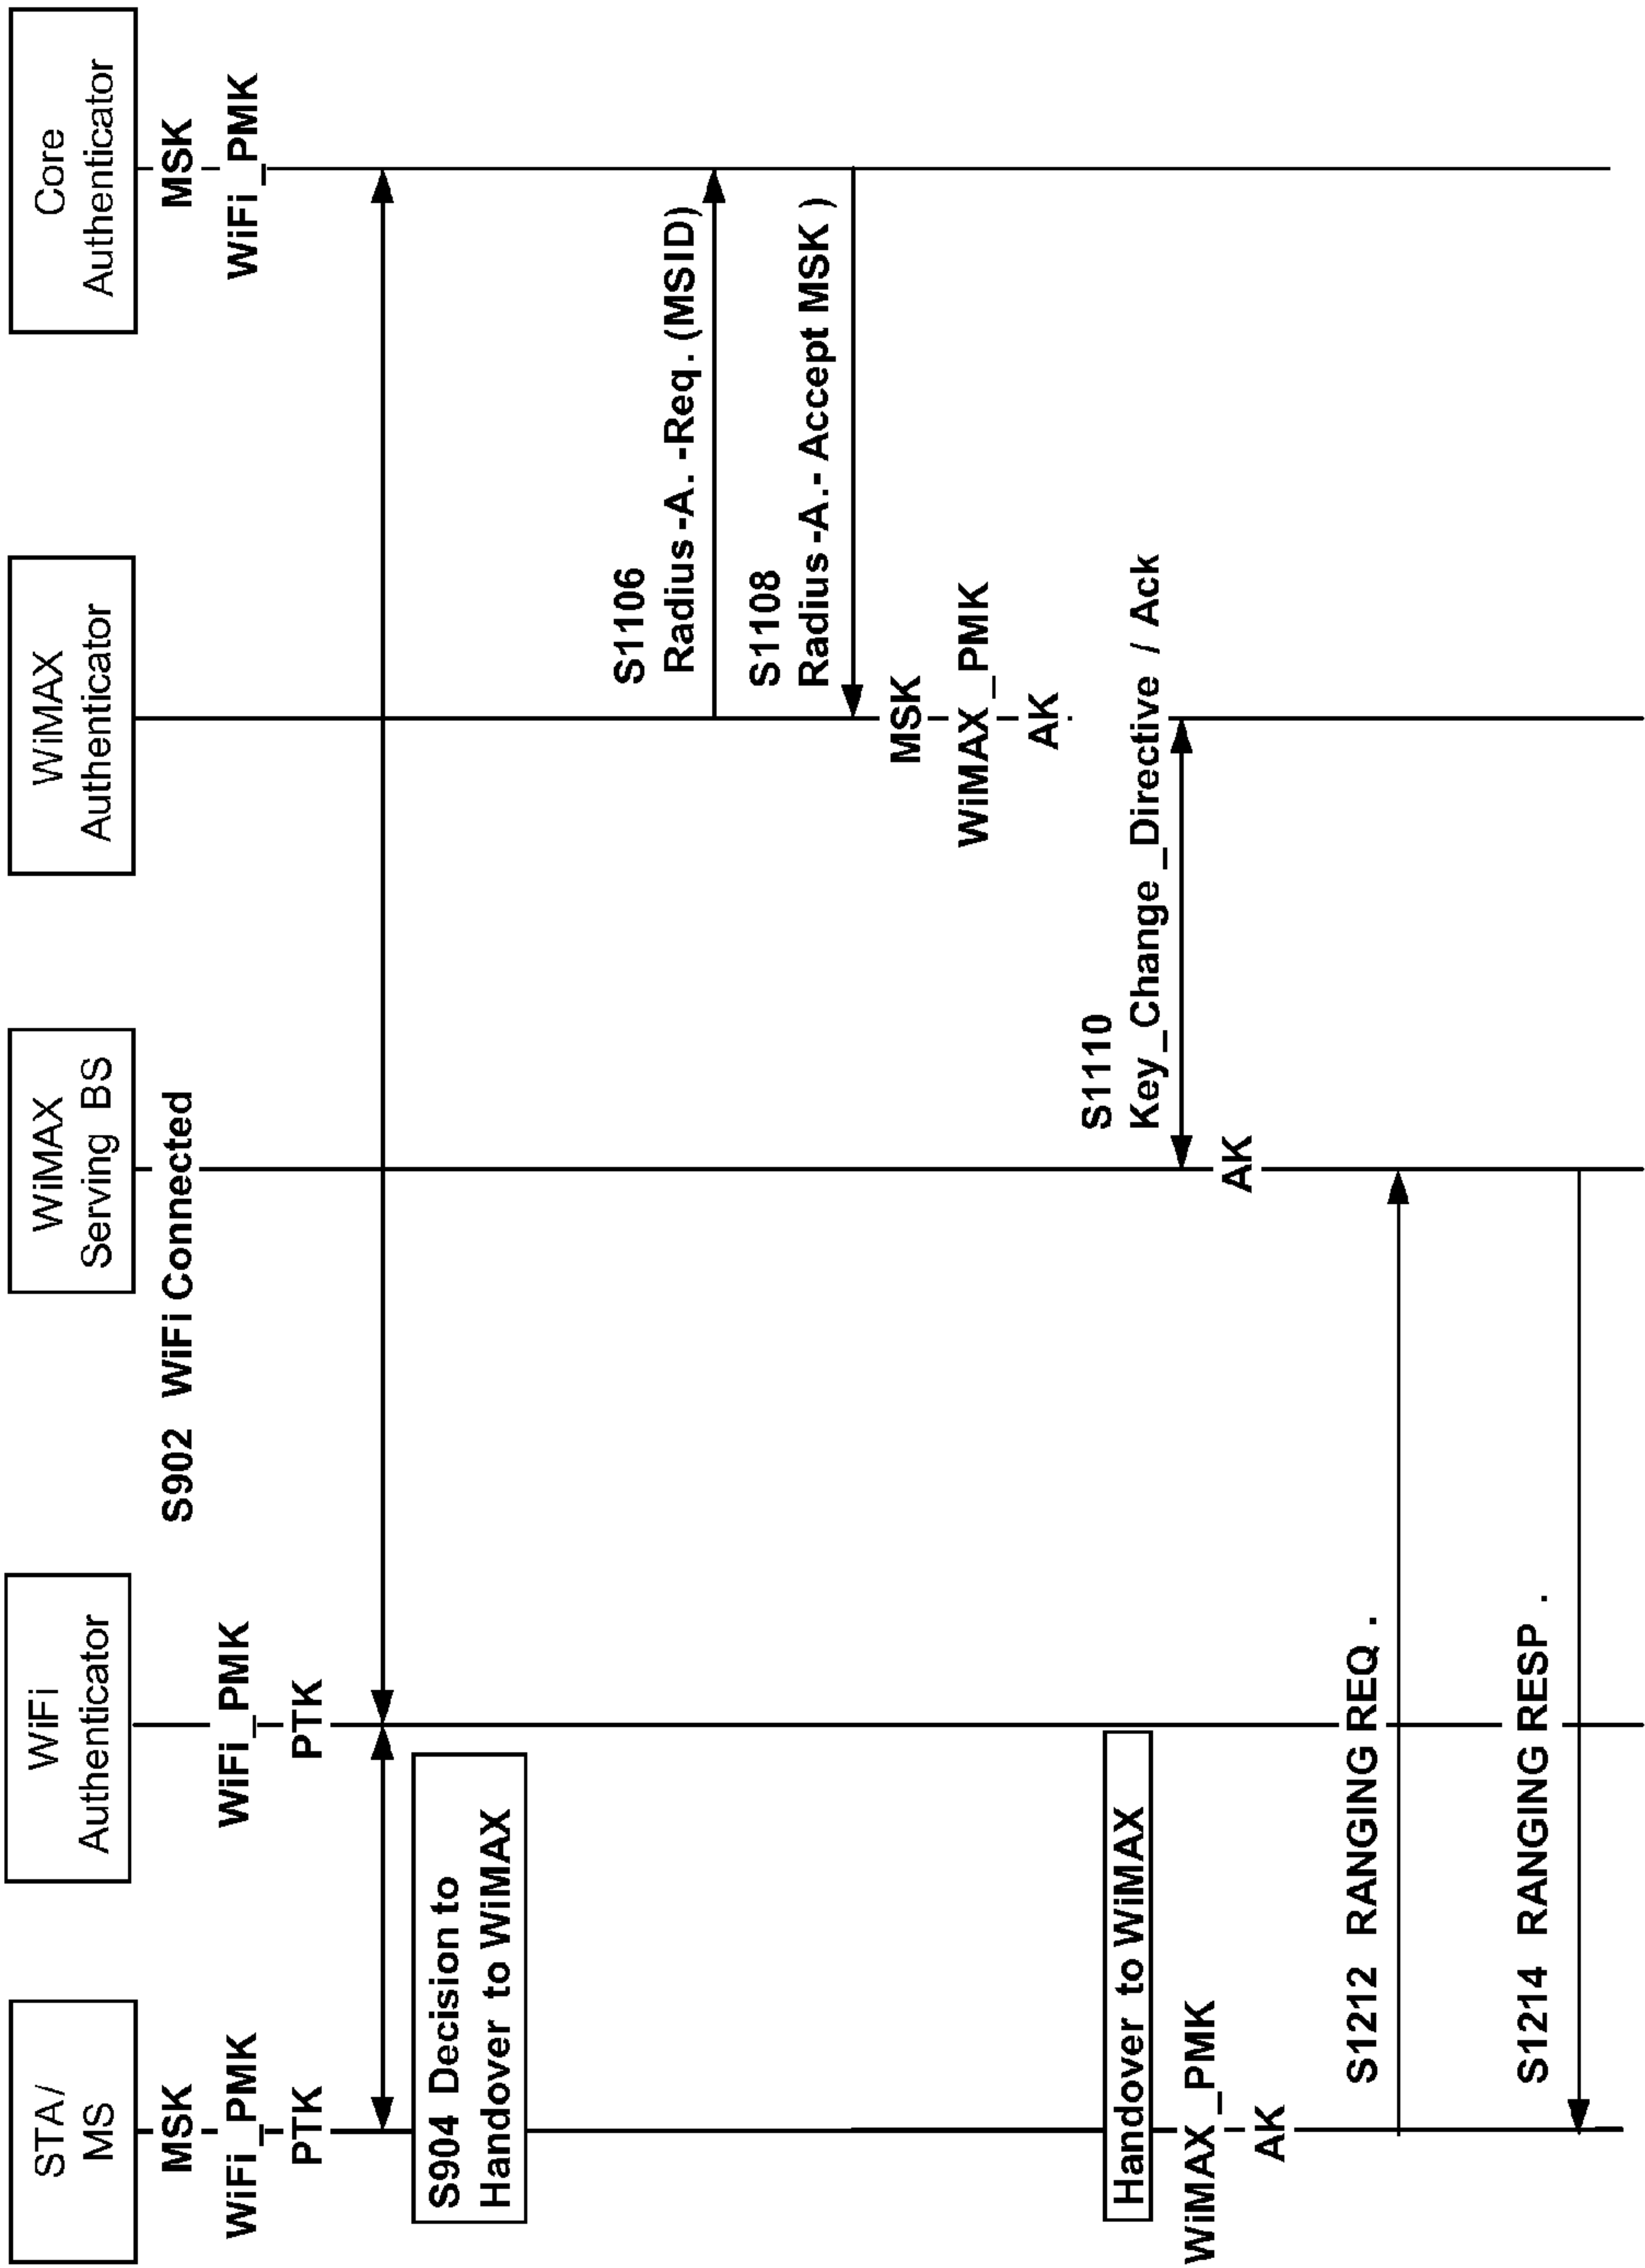 STA/
MS
WiFi
Authenticator
WiMAX
Serving BS
WiMAX
Authenticator
Core
Authenticator
MSK
S902 WiFi Connected
MSK
WiFi_PMK
WiFi_PMK
WiFi_PMK
PTK
PTK
S904 Decision to
Handover to WiMAX
S1106
Radius-A.-Req. (MSID)
S1108
Radius-A.- Accept MSK )
MSK
WiMAX_PMK
AK
S1110
Key_Change_Directive / Ack
Handover to WiMAX
WiMAX_PMK
AK
AK
S1212 RANGING REQ .
S1214 RANGING RESP .